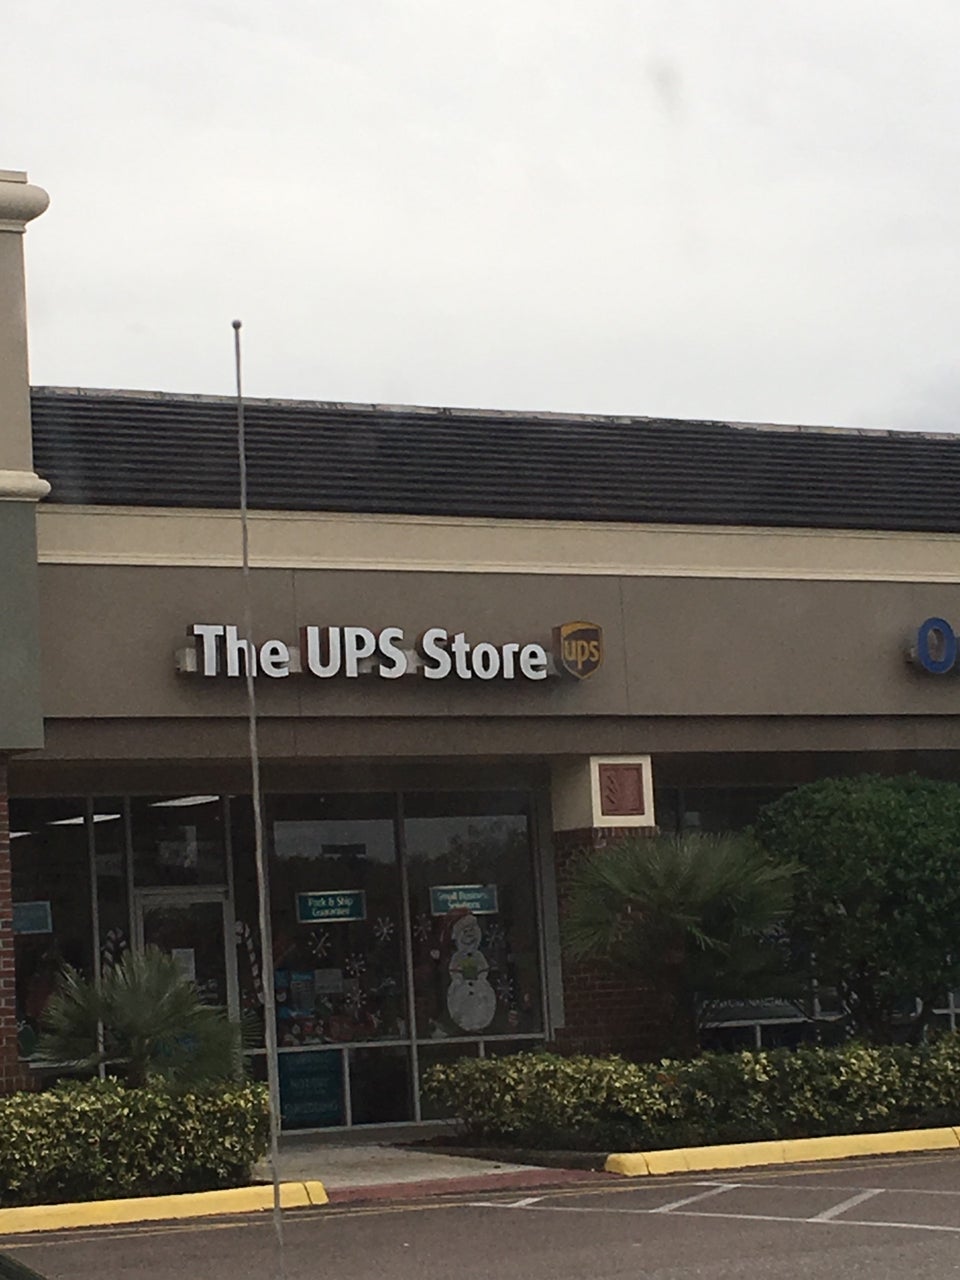 The UPS Store
ups
O
Pack & Ship
Guarantee
Small Business
Solutions